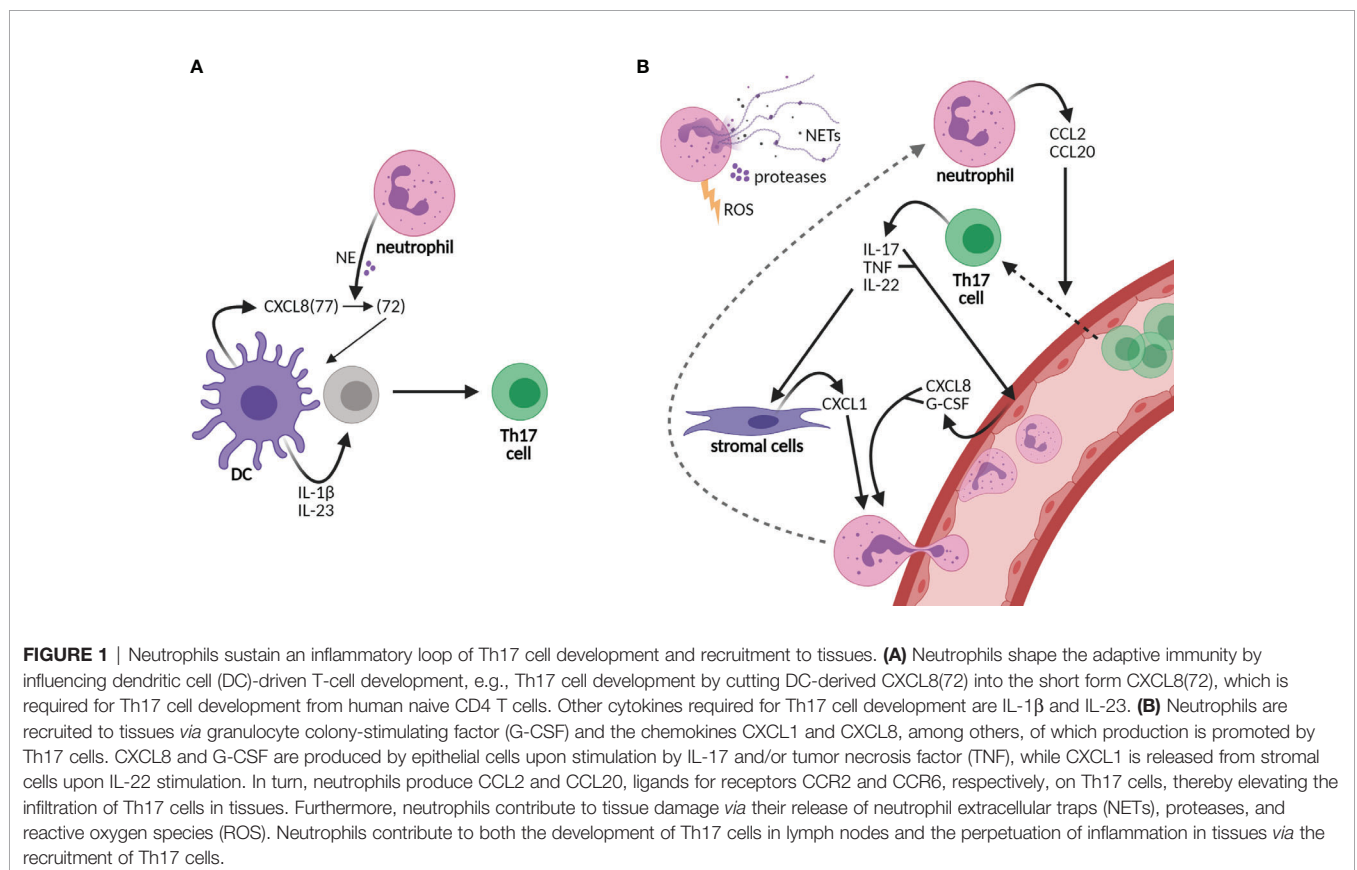 A
neutrophil
NE
CXCL8(77)
(72)
DC
IL-1β
IL-23
Th17
cell
B
NETs
proteases
ROS
neutrophil
CCL2
CCL20
IL-17
TNF
IL-22
Th17
cell
CXCL8
G-CSF
CXCL1
stromal cells
FIGURE 1 | Neutrophils sustain an inflammatory loop of Th17 cell development and recruitment to tissues. (A) Neutrophils shape the adaptive immunity by
influencing dendritic cell (DC)-driven T-cell development, e.g., Th17 cell development by cutting DC-derived CXCL8(72) into the short form CXCL8(72), which is
required for Th17 cell development from human naive CD4 T cells. Other cytokines required for Th17 cell development are IL-1β and IL-23. (B) Neutrophils are
recruited to tissues via granulocyte colony-stimulating factor (G-CSF) and the chemokines CXCL1 and CXCL8, among others, of which production is promoted by
Th17 cells. CXCL8 and G-CSF are produced by epithelial cells upon stimulation by IL-17 and/or tumor necrosis factor (TNF), while CXCL1 is released from stromal
cells upon IL-22 stimulation. In turn, neutrophils produce CCL2 and CCL20, ligands for receptors CCR2 and CCR6, respectively, on Th17 cells, thereby elevating the
infiltration of Th17 cells in tissues. Furthermore, neutrophils contribute to tissue damage via their release of neutrophil extracellular traps (NETs), proteases, and
reactive oxygen species (ROS). Neutrophils contribute to both the development of Th17 cells in lymph nodes and the perpetuation of inflammation in tissues via the
recruitment of Th17 cells.